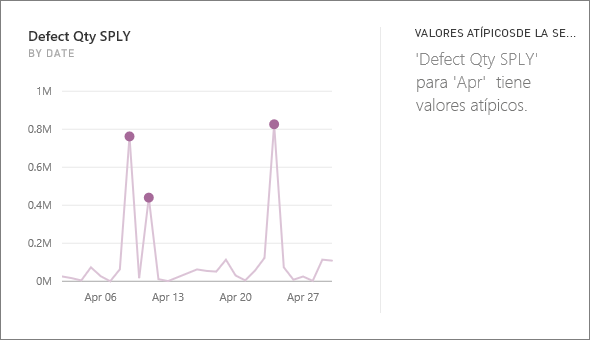 Defect Qty SPLY
BY DATE
1M
0.8M
0.6M
0.4M
0.2M
0M
Apr 06 Apr 13 Apr 20 Apr 27
VALORES ATÍPICOSDE LA SE...
'Defect Qty SPLY'
para 'Apr' tiene
valores atípicos.